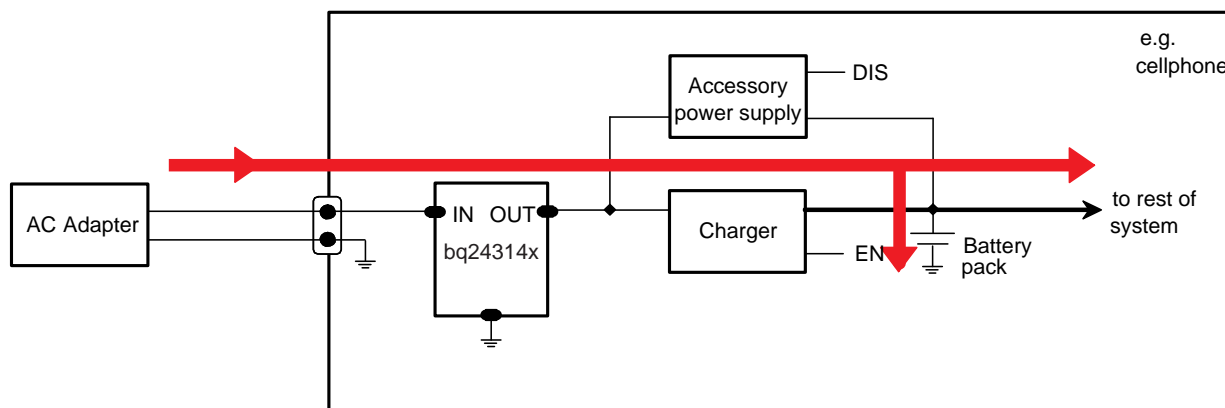 e.g.
cellphone
Accessory
power supply
DIS
AC Adapter
IN OUT
bq24314x
Charger
EN
Battery
pack
to rest of
system